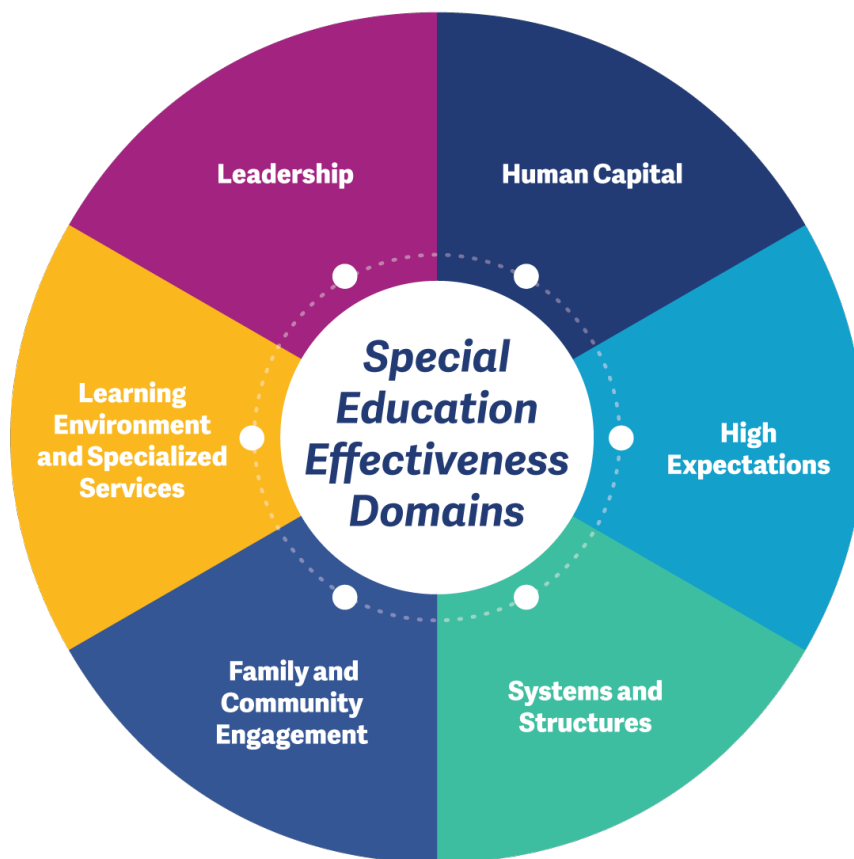 Leadership
Human Capital
Special
Education
Effectiveness
Domains
Learning
Environment
and Specialized
Services
High
Expectations
Family and
Community
Engagement
Systems and
Structures